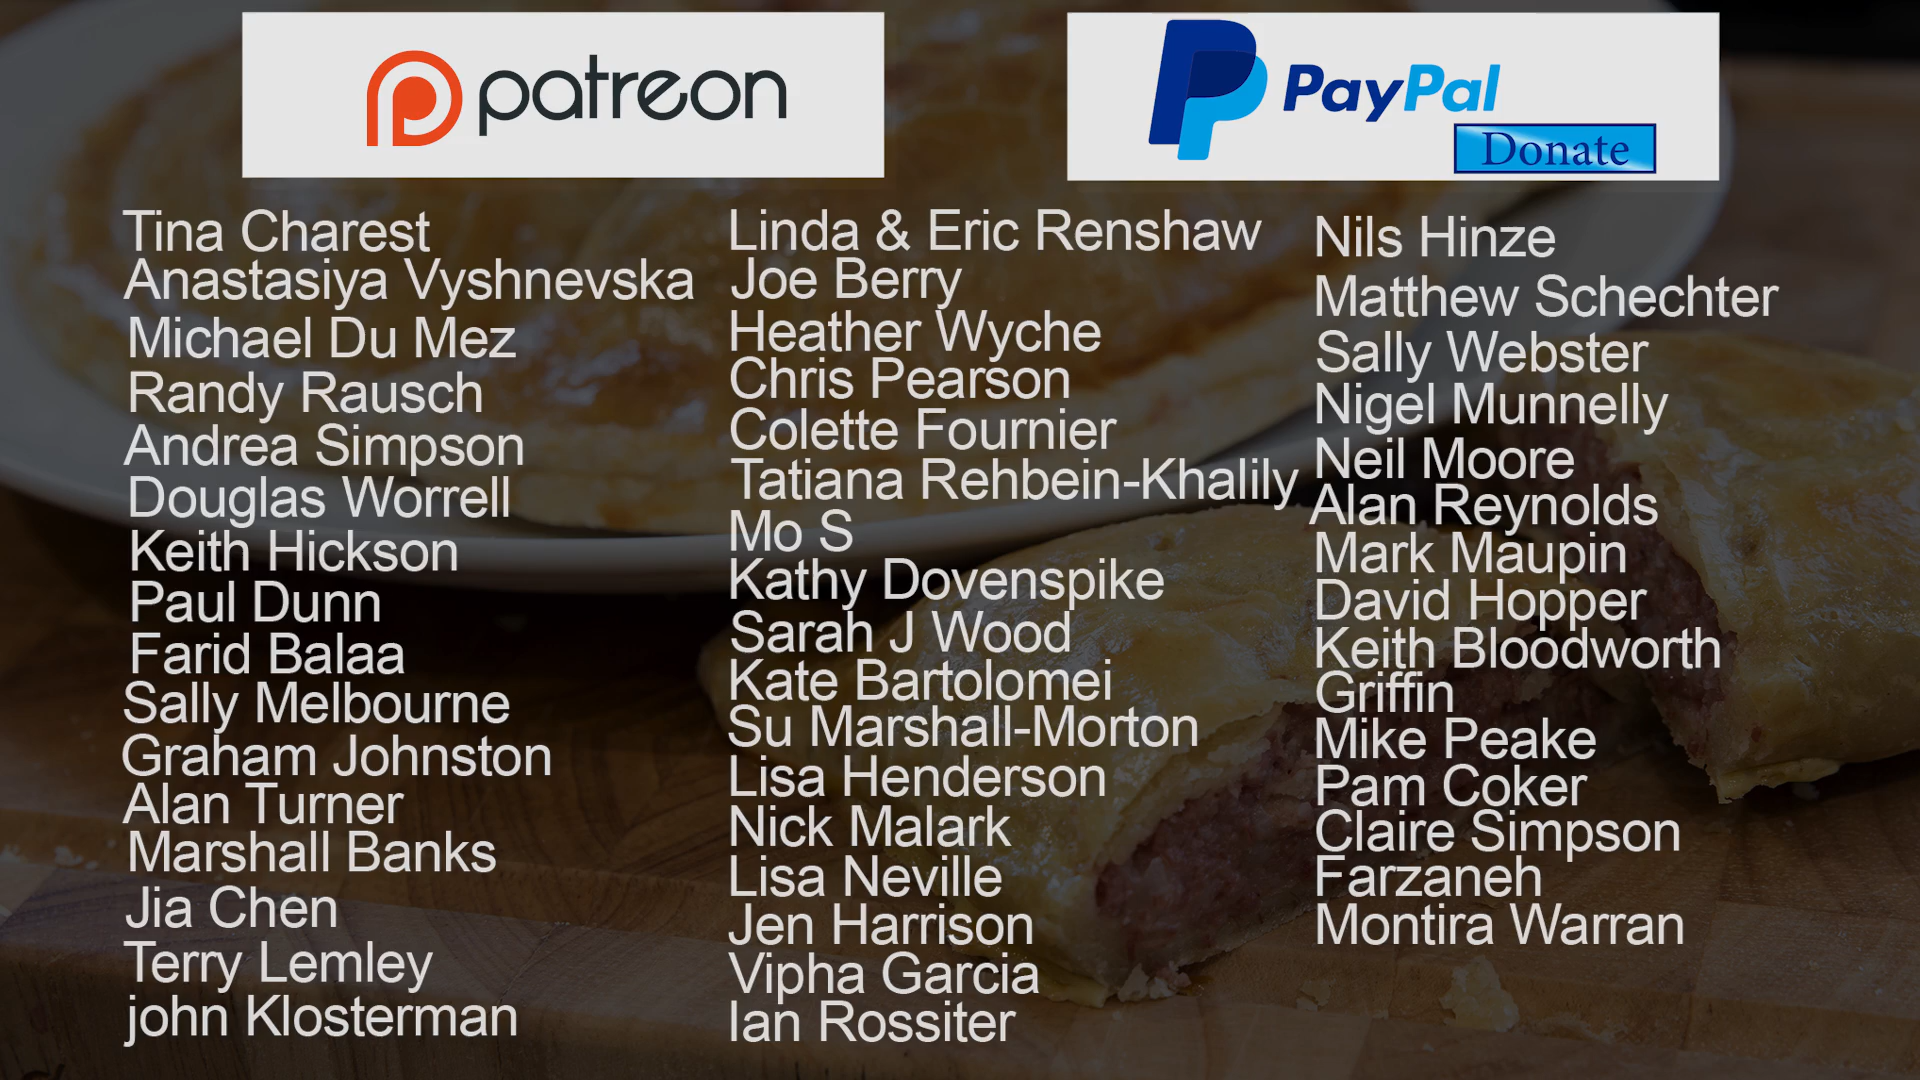 patreon
PayPal
Donate
Tina Charest
Anastasiya Vyshnevska
Michael Du Mez
Randy Rausch
Andrea Simpson
Douglas Worrell
Keith Hickson
Paul Dunn
Farid Balaa
Sally Melbourne
Graham Johnston
Alan Turner
Marshall Banks
Jia Chen
Terry Lemley
john Klosterman
Linda & Eric Renshaw
Joe Berry
Heather Wyche
Chris Pearson
Colette Fournier
Tatiana Rehbein-Khalily
Mo S
Kathy Dovenspike
Sarah J Wood
Kate Bartolomei
Su Marshall-Morton
Lisa Henderson
Nick Malark
Lisa Neville
Jen Harrison
Vipha Garcia
Ian Rossiter
Nils Hinze
Matthew Schechter
Sally Webster
Nigel Munnelly
Neil Moore
Alan Reynolds
Mark Maupin
David Hopper
Keith Bloodworth
Griffin
Mike Peake
Pam Coker
Claire Simpson
Farzaneh
Montira Warran